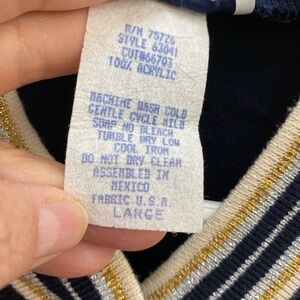 R/N 75726
STYLE 63041
CUT#66703
100% ACRYLIC
MACHINE WASH COLD
GENTLE CYCLE MILD
SOAP NO BLEACH
TUMBLE DRY LOW
COOL IRON
DO NOT DRY CLEAN
ASSEMBLED IN
MEXICO
FABRIC U.S.A.
LARGE